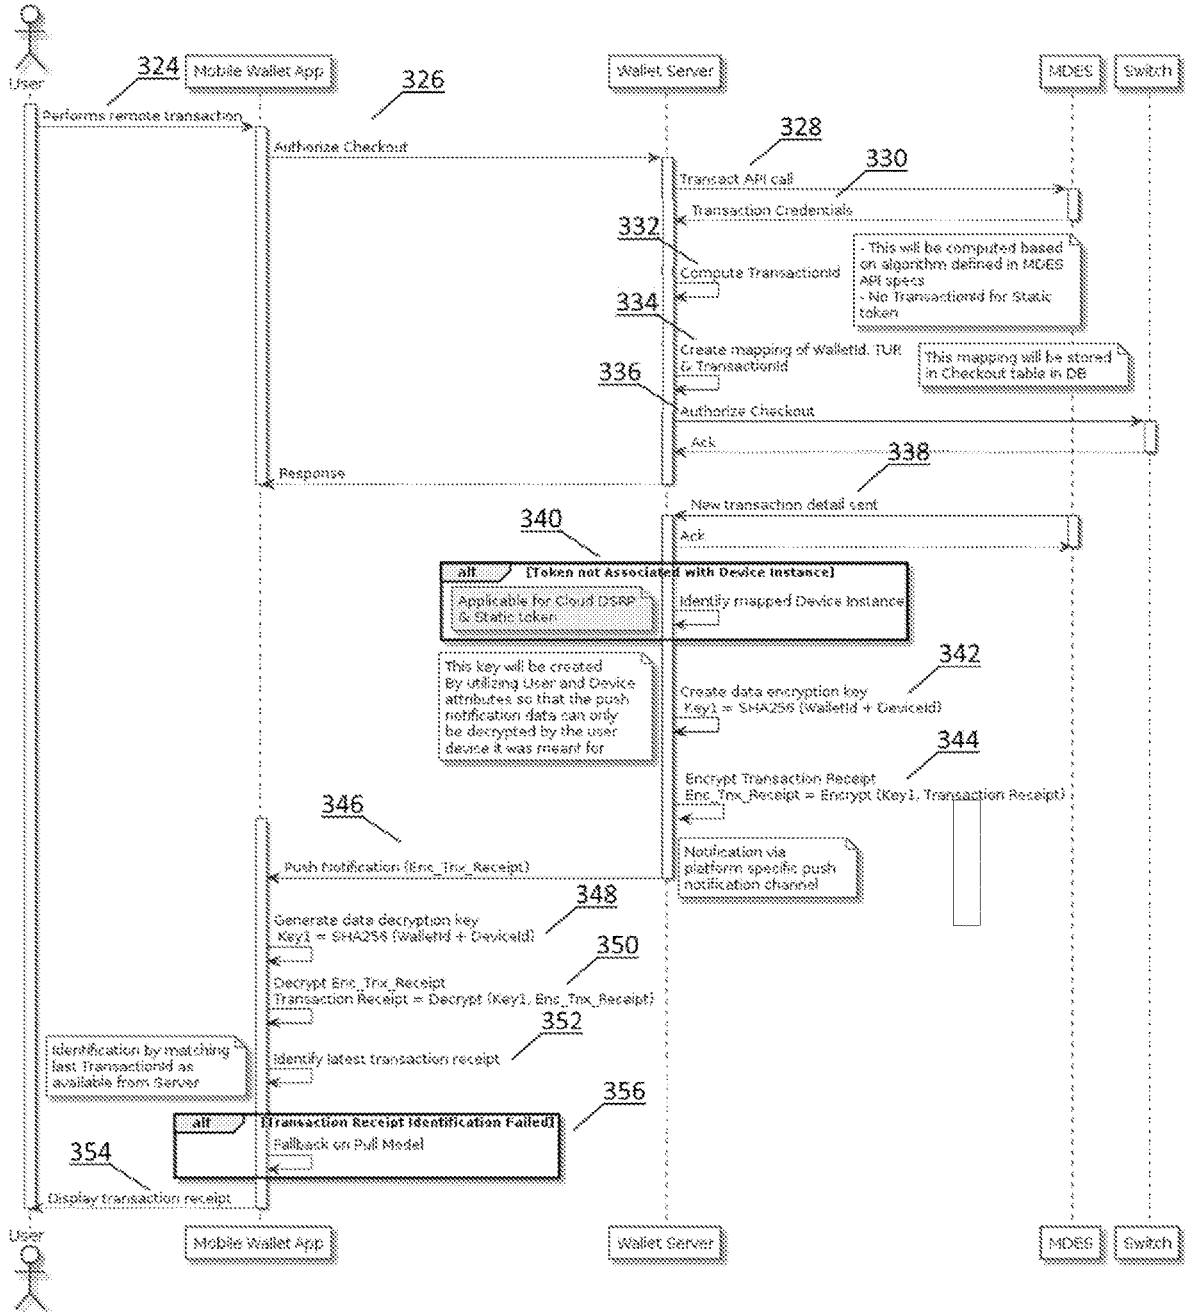 User
Mobile Wallet App
Wallet Server
MDES
Switch
324
Performs remote transaction
326
Authorize Checkout
328
Transact API call
330
Transaction Credentials
332
Compute TransactionId
- This will be computed based
on algorithm defined in MDES
API specs
- No TransactionId for Static
token
334
Create mapping of WalletId, TUR
& TransactionId
This mapping will be stored
in Checkout table in DB
336
Authorize Checkout
Ack
Response
338
New transaction detail sent
Ack
340
alt
[Token not Associated with Device Instance]
Applicable for Cloud DSRP
& Static token
Identify mapped Device Instance
This key will be created
By utilizing User and Device
attributes so that the push
notification data can only
be decrypted by the user
device it was meant for
342
Create data encryption key
Key1 = SHA256 (WalletId + DeviceId)
344
Encrypt Transaction Receipt
Enc_Tnx_Receipt = Encrypt (Key1, Transaction Receipt)
346
Push Notification (Enc_Tnx_Receipt)
Notification via
platform specific push
notification channel
348
Generate data decryption key
Key1 = SHA256 (WalletId + DeviceId)
350
Decrypt Enc_Tnx_Receipt
Transaction Receipt = Decrypt (Key1, Enc_Tnx_Receipt)
352
Identify latest transaction receipt
Identification by matching
last TransactionId as
available from Server
356
alt
[Transaction Receipt Identification Failed]
Fallback on Pull Model
354
Display transaction receipt
User
Mobile Wallet App
Wallet Server
MDES
Switch